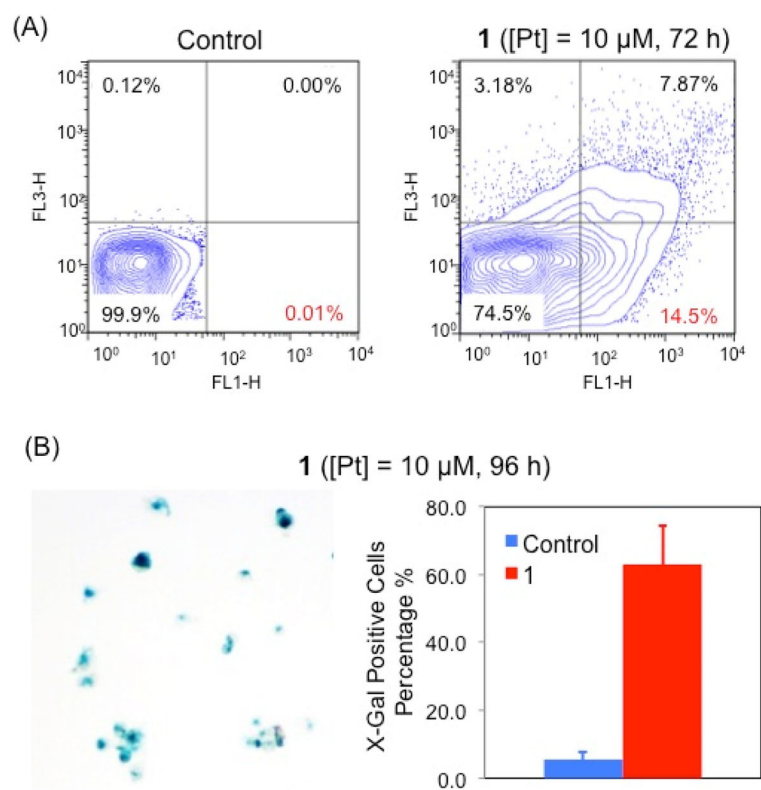 (A)
Control
1 ([Pt] = 10 µM, 72 h)
10⁴
0.12%
0.00%
10³
FL3-H
10²
10¹
99.9%
0.01%
10⁰
10⁰ 10¹ 10² 10³ 10⁴
FL1-H
10⁴
3.18%
7.87%
10³
FL3-H
10²
10¹
74.5%
14.5%
10⁰
10⁰ 10¹ 10² 10³ 10⁴
FL1-H
(B)
1 ([Pt] = 10 µM, 96 h)
X-Gal Positive Cells
Percentage %
80.0
60.0
40.0
20.0
0.0
Control
1